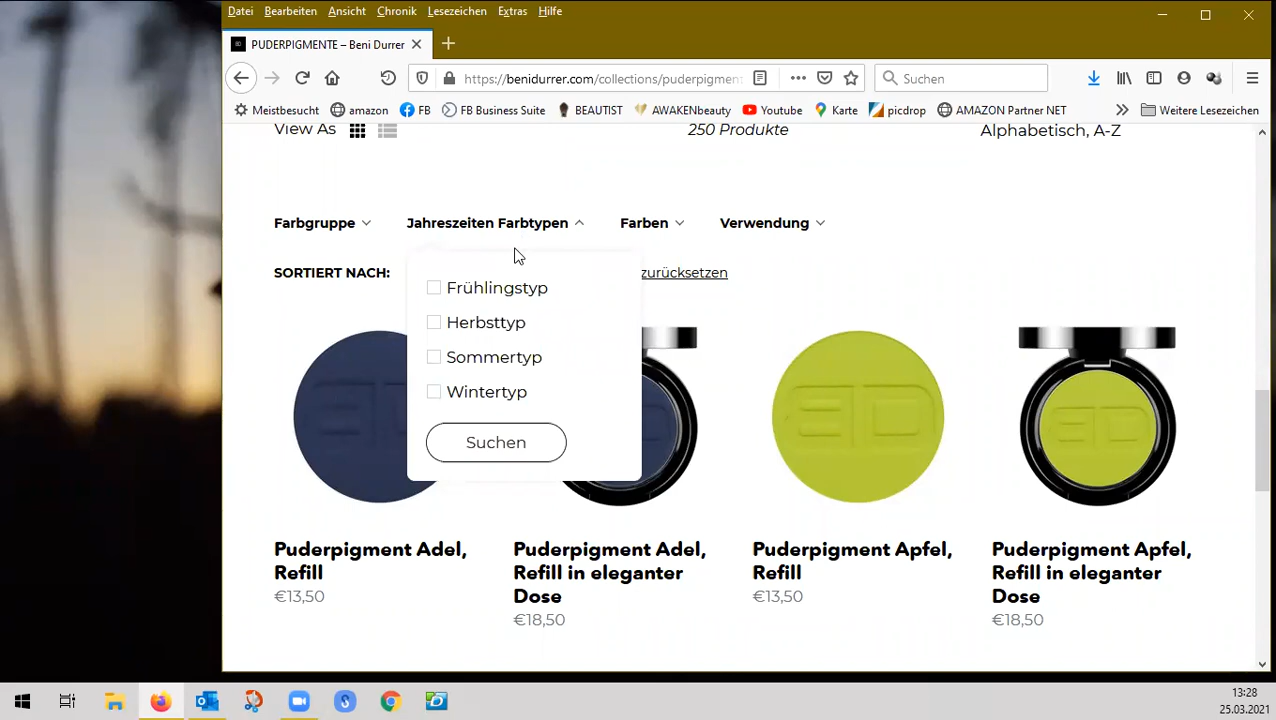 Datei Bearbeiten Ansicht Chronik Lesezeichen Extras Hilfe
PUDERPIGMENTE – Beni Durrer
https://benidurrer.com/collections/puderpigment
Suchen
Meistbesucht amazon FB FB Business Suite BEAUTIST AWAKENbeauty Youtube Karte picdrop AMAZON Partner NET Weitere Lesezeichen
View As
250 Produkte
Alphabetisch, A-Z
Farbgruppe Jahreszeiten Farbtypen Farben Verwendung
SORTIERT NACH: zurücksetzen
Frühlingstyp
Herbsttyp
Sommertyp
Wintertyp
Suchen
Puderpigment Adel,
Refill
€13,50
Puderpigment Adel,
Refill in eleganter
Dose
€18,50
Puderpigment Apfel,
Refill
€13,50
Puderpigment Apfel,
Refill in eleganter
Dose
€18,50
13:28
25.03.2021